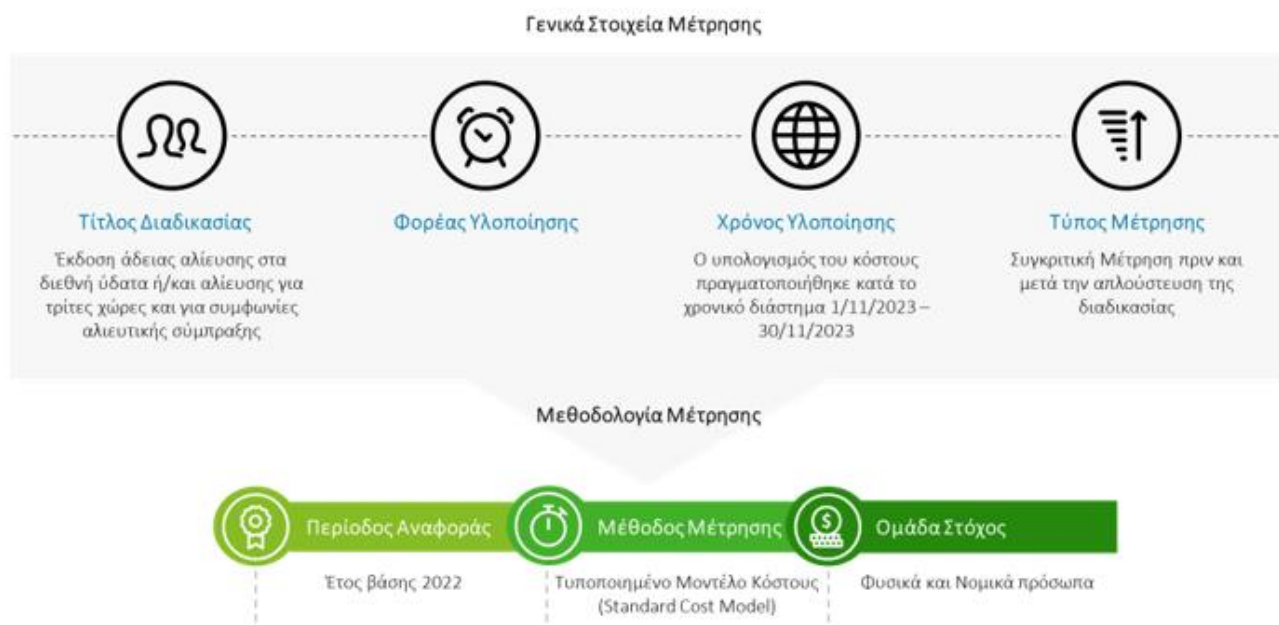 Γενικά Στοιχεία Μέτρησης
Τίτλος Διαδικασίας
Έκδοση άδειας αλίευσης στα
διεθνή ύδατα ή/και αλίευσης για
τρίτες χώρες και για συμφωνίες
αλιευτικής σύμπραξης
Φορέας Υλοποίησης
Χρόνος Υλοποίησης
Ο υπολογισμός του κόστους
πραγματοποιήθηκε κατά το
χρονικό διάστημα 1/11/2023 –
30/11/2023
Τύπος Μέτρησης
Συγκριτική Μέτρηση πριν και
μετά την απλούστευση της
διαδικασίας
Μεθοδολογία Μέτρησης
Περίοδος Αναφοράς
Έτος βάσης 2022
Μέθοδος Μέτρησης
Τυποποιημένο Μοντέλο Κόστους
(Standard Cost Model)
$
Ομάδα Στόχος
Φυσικά και Νομικά πρόσωπα